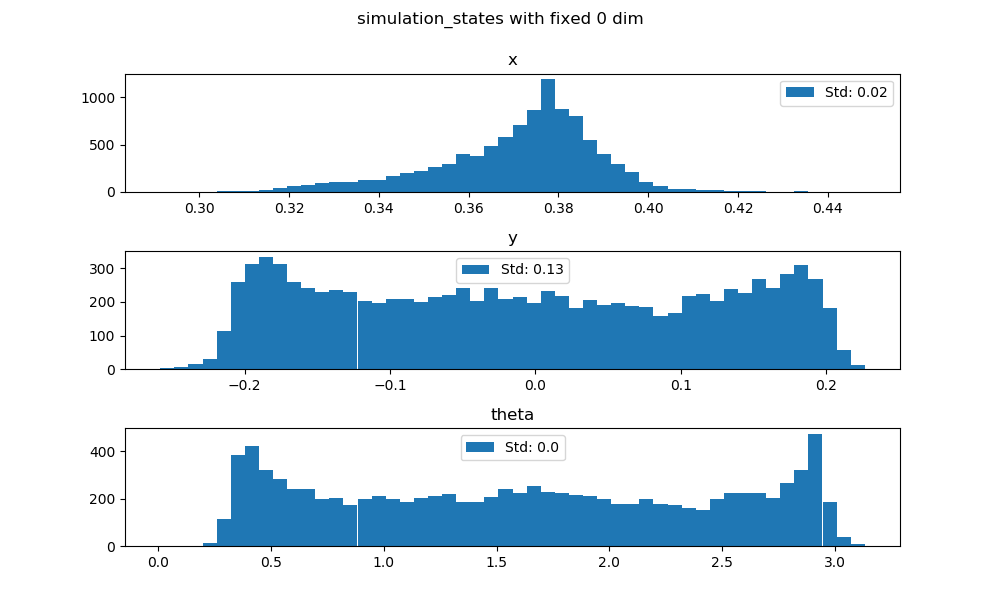 simulation_states with fixed 0 dim
x
1000
500
0
Std: 0.02
0.30 0.32 0.34 0.36 0.38 0.40 0.42 0.44
y
300
200
100
0
Std: 0.13
−0.2 −0.1 0.0 0.1 0.2
theta
400
200
0
Std: 0.0
0.0 0.5 1.0 1.5 2.0 2.5 3.0